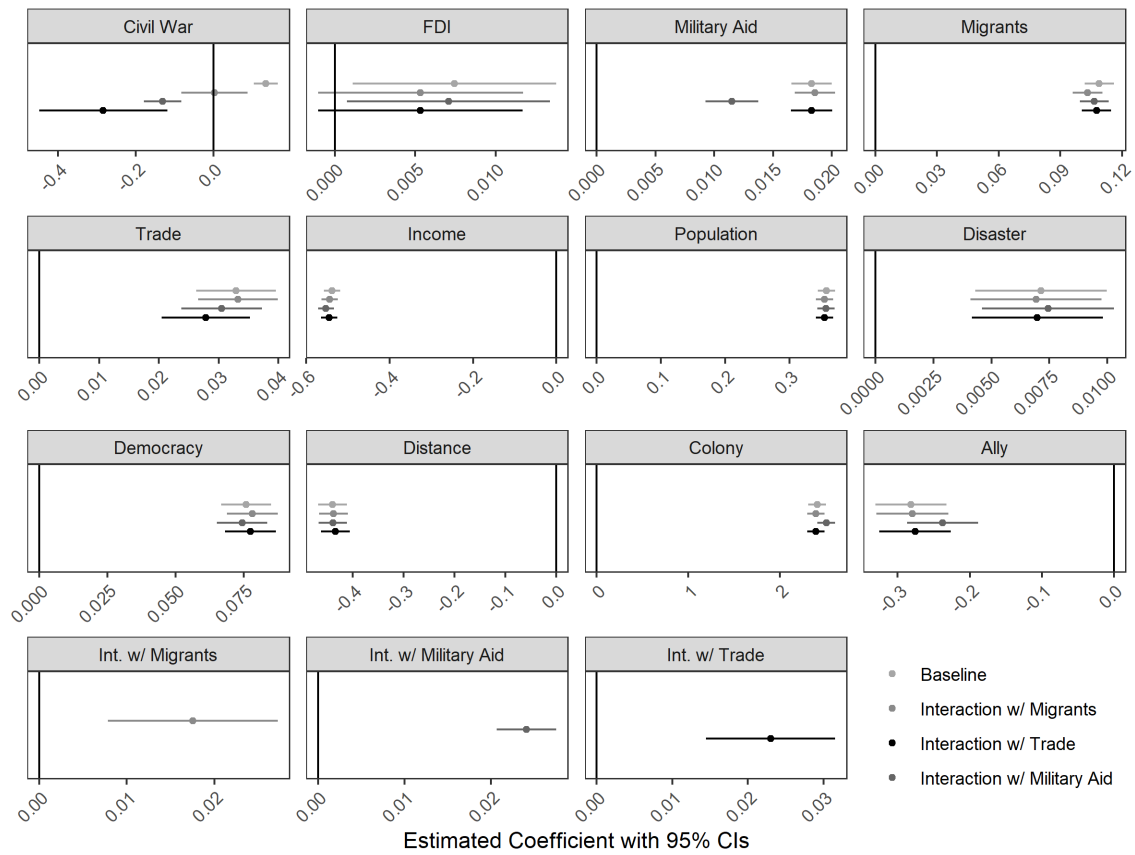 Civil War FDI Military Aid Migrants
-0.4 -0.2 0.0 0.000 0.005 0.010 0.000 0.005 0.010 0.015 0.020 0.00 0.03 0.06 0.09 0.12
Trade Income Population Disaster
0.00 0.01 0.02 0.03 0.04 -0.6 -0.4 -0.2 0.0 0.0 0.1 0.2 0.3 0.0000 0.0025 0.0050 0.0075 0.0100
Democracy Distance Colony Ally
0.000 0.025 0.050 0.075 -0.4 -0.3 -0.2 -0.1 0.0 0 1 2 -0.3 -0.2 -0.1 0.0
Int. w/ Migrants Int. w/ Military Aid Int. w/ Trade
0.00 0.01 0.02 0.00 0.01 0.02 0.00 0.01 0.02 0.03
Baseline
Interaction w/ Migrants
Interaction w/ Trade
Interaction w/ Military Aid
Estimated Coefficient with 95% CIs